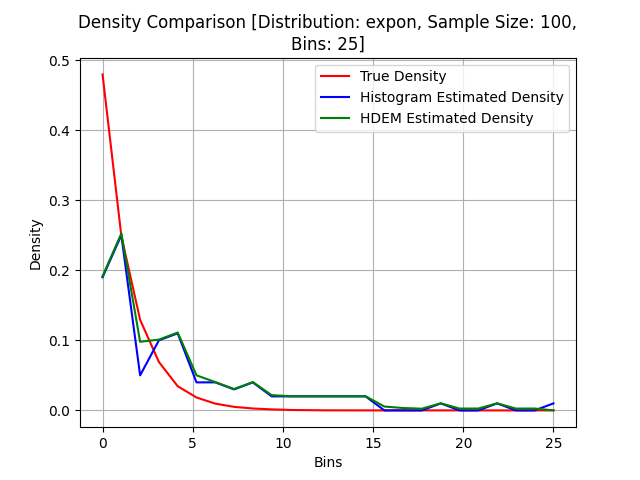 Density Comparison [Distribution: expon, Sample Size: 100,
Bins: 25]
True Density
Histogram Estimated Density
HDEM Estimated Density
Density
0.5
0.4
0.3
0.2
0.1
0.0
0
5
10
15
20
25
Bins